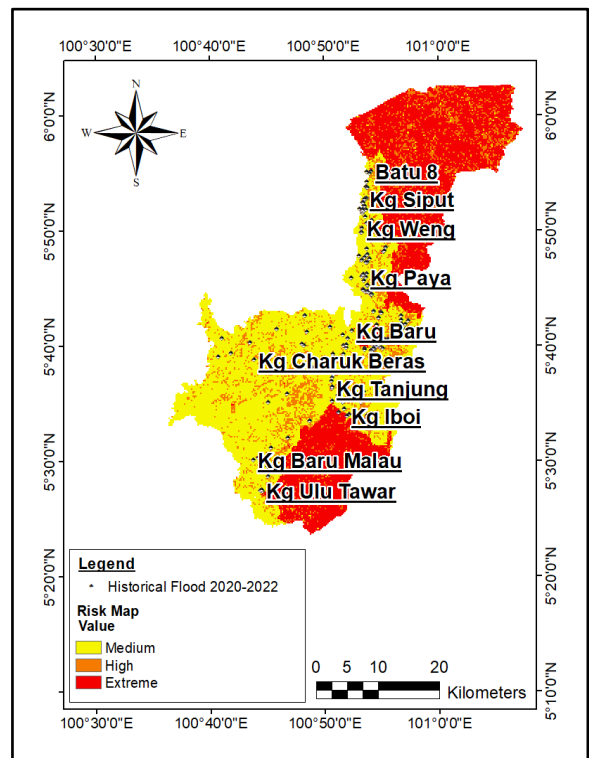 100°30'0"E 100°40'0"E 100°50'0"E 101°0'0"E
N
W E
S
6°0'0"N 6°0'0"N
Batu 8
Kg Siput
Kg Weng
5°50'0"N 5°50'0"N
Kg Paya
Kg Baru
5°40'0"N 5°40'0"N
Kg Charuk Beras
Kg Tanjung
Kg Iboi
Kg Baru Malau
5°30'0"N 5°30'0"N
Kg Ulu Tawar
Legend
Historical Flood 2020-2022
5°20'0"N 5°20'0"N
Risk Map
Value
Medium
High
Extreme
0 5 10 20
Kilometers
5°10'0"N
100°30'0"E 100°40'0"E 100°50'0"E 101°0'0"E